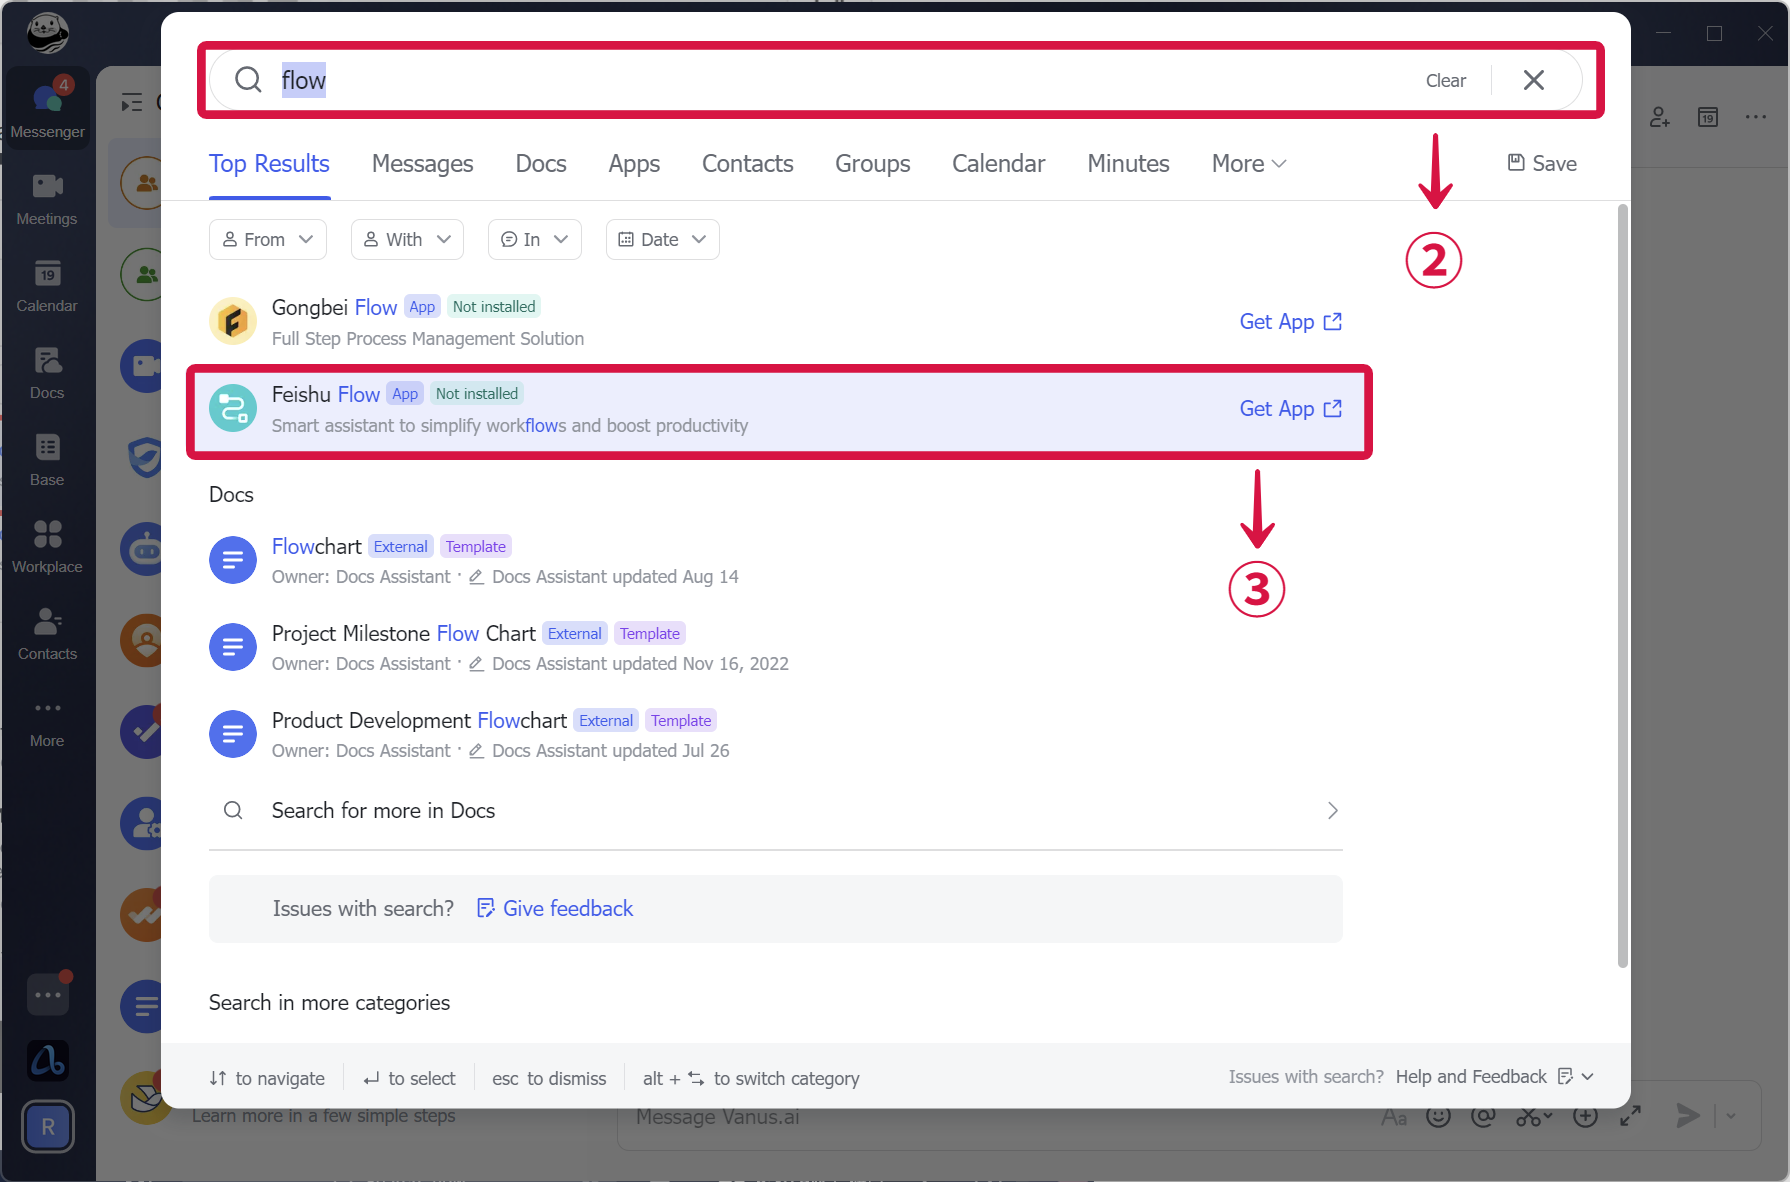 flow
Clear
Top Results Messages Docs Apps Contacts Groups Calendar Minutes More Save
From With In Date
2
Gongbei Flow App Not installed
Full Step Process Management Solution
Get App
Feishu Flow App Not installed
Smart assistant to simplify workflows and boost productivity
Get App
3
Docs
Flowchart External Template
Owner: Docs Assistant · Docs Assistant updated Aug 14
Project Milestone Flow Chart External Template
Owner: Docs Assistant · Docs Assistant updated Nov 16, 2022
Product Development Flowchart External Template
Owner: Docs Assistant · Docs Assistant updated Jul 26
Search for more in Docs
Issues with search? Give feedback
Search in more categories
to navigate to select esc to dismiss alt + to switch category
Issues with search? Help and Feedback
4
Messenger
Meetings
19
Calendar
Docs
Base
Workplace
Contacts
More
R
19
Learn more in a few simple steps
Message Vanus.ai
Aa